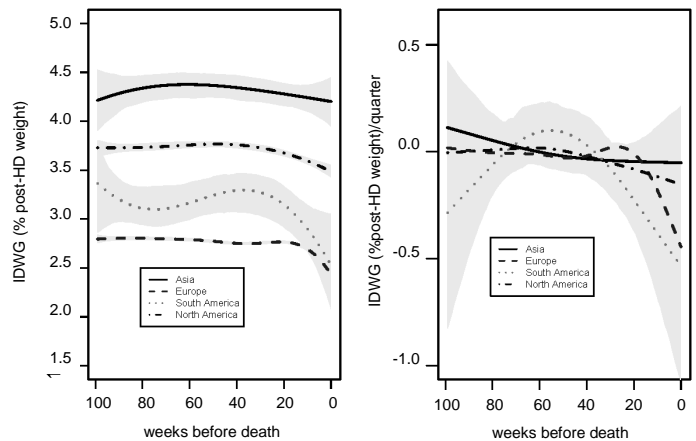 5.0
4.5
4.0
3.5
3.0
2.5
2.0
1.5
1
IDWG (% post-HD weight)
Asia
Europe
South America
North America
100 80 60 40 20 0
weeks before death
0.5
0.0
-0.5
-1.0
IDWG (%post-HD weight)/quarter
Asia
Europe
South America
North America
100 80 60 40 20 0
weeks before death